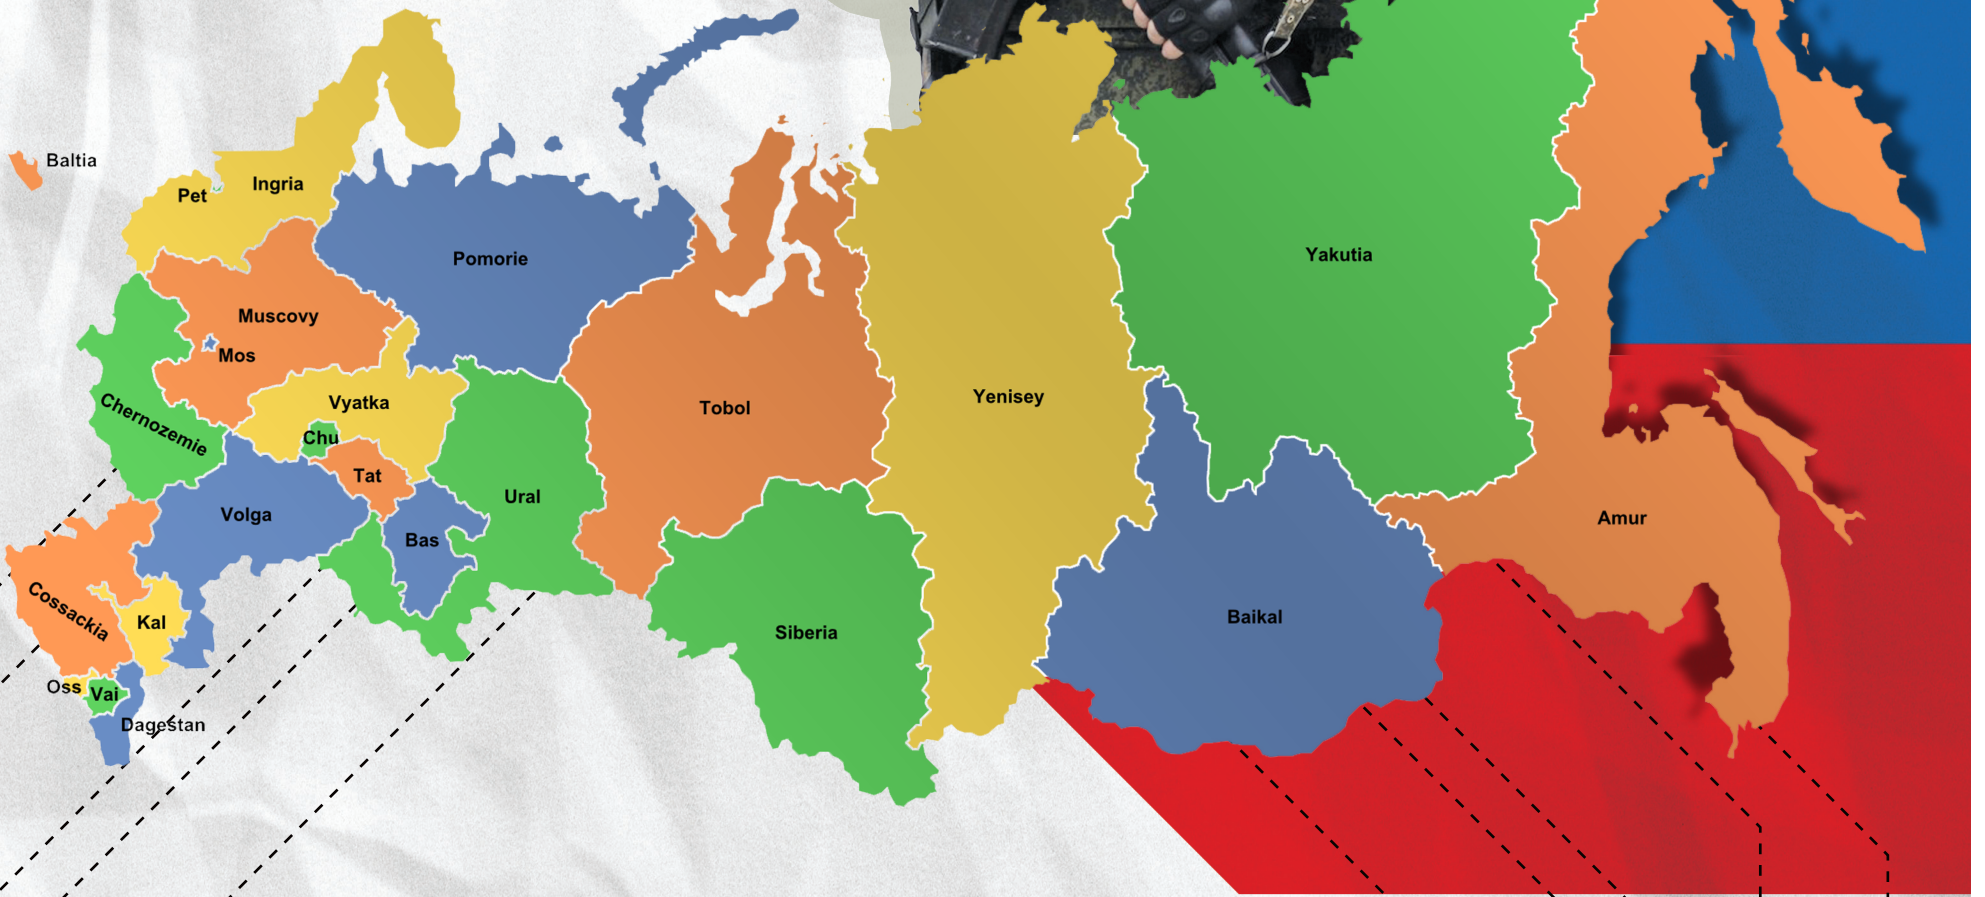 Baltia
Pet
Ingria
Pomorie
Yakutia
Muscovy
Mos
Tobol
Yenisey
Vyatka
Chernozemie
Chu
Tat
Ural
Volga
Bas
Amur
Cossackia
Kal
Siberia
Baikal
Oss
Vai
Dagestan